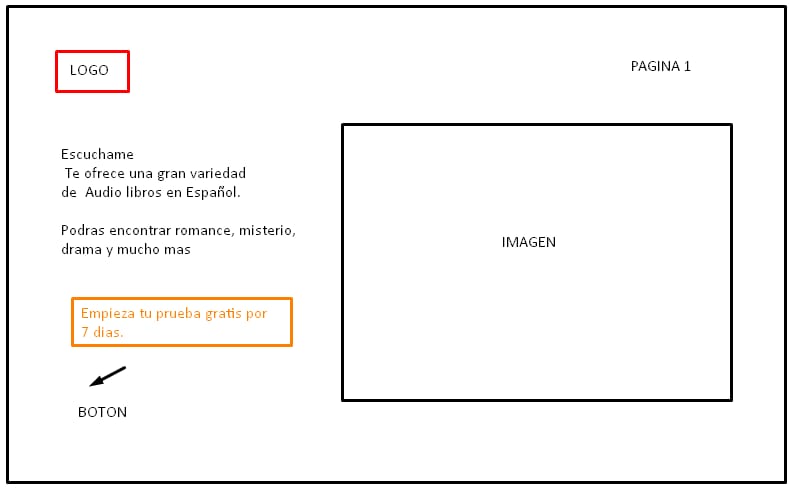 LOGO
PAGINA 1
Escuchame
Te ofrece una gran variedad
de Audio libros en Español.
Podras encontrar romance, misterio,
drama y mucho mas
IMAGEN
Empieza tu prueba gratis por
7 dias.
BOTON